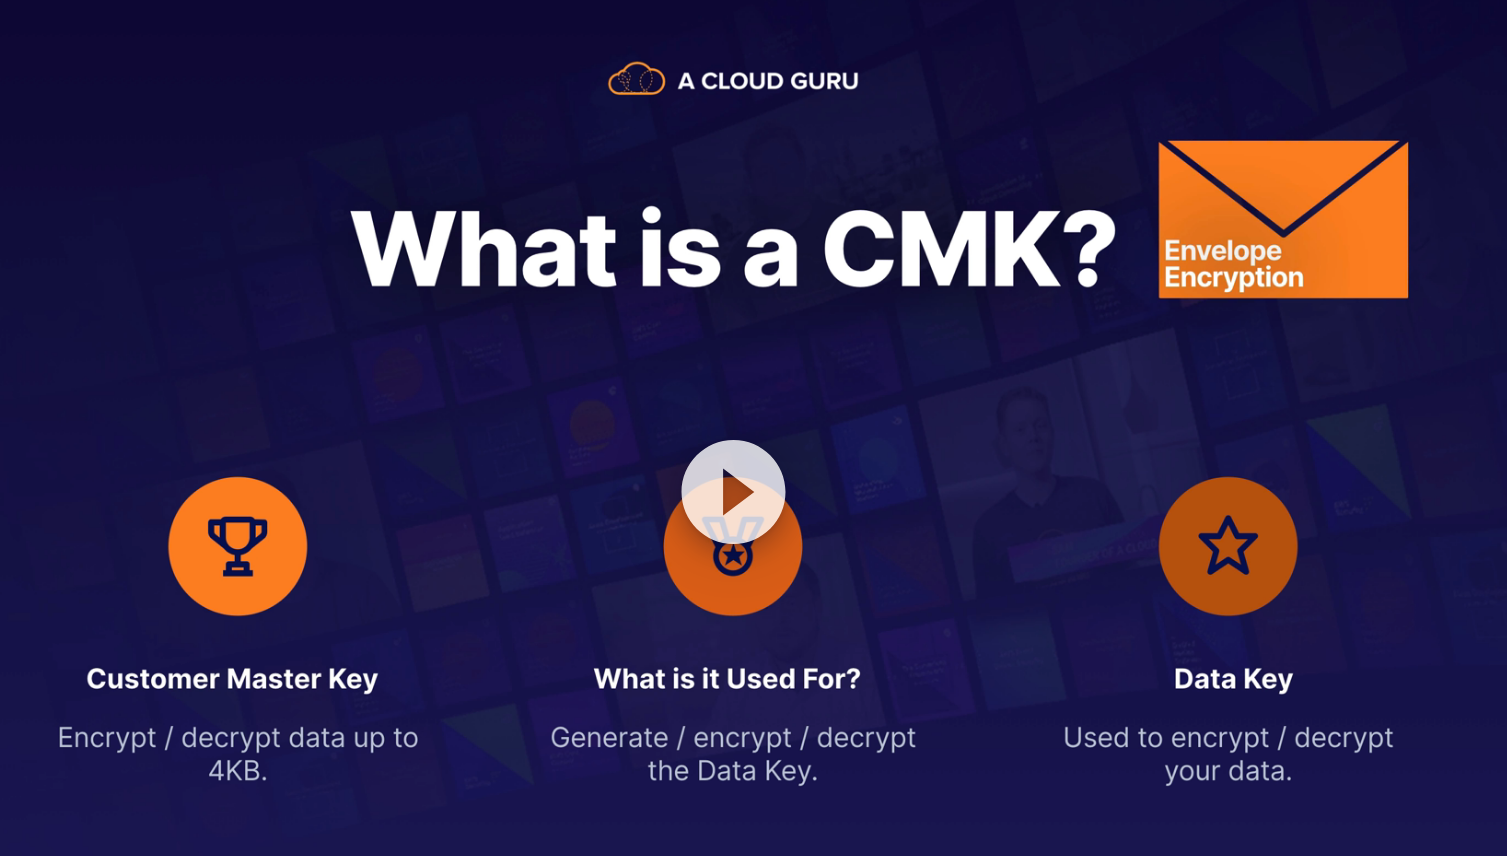 A CLOUD GURU
What is a CMK?
Envelope
Encryption
Customer Master Key
Encrypt / decrypt data up to
4KB.
What is it Used For?
Generate / encrypt / decrypt
the Data Key.
Data Key
Used to encrypt / decrypt
your data.